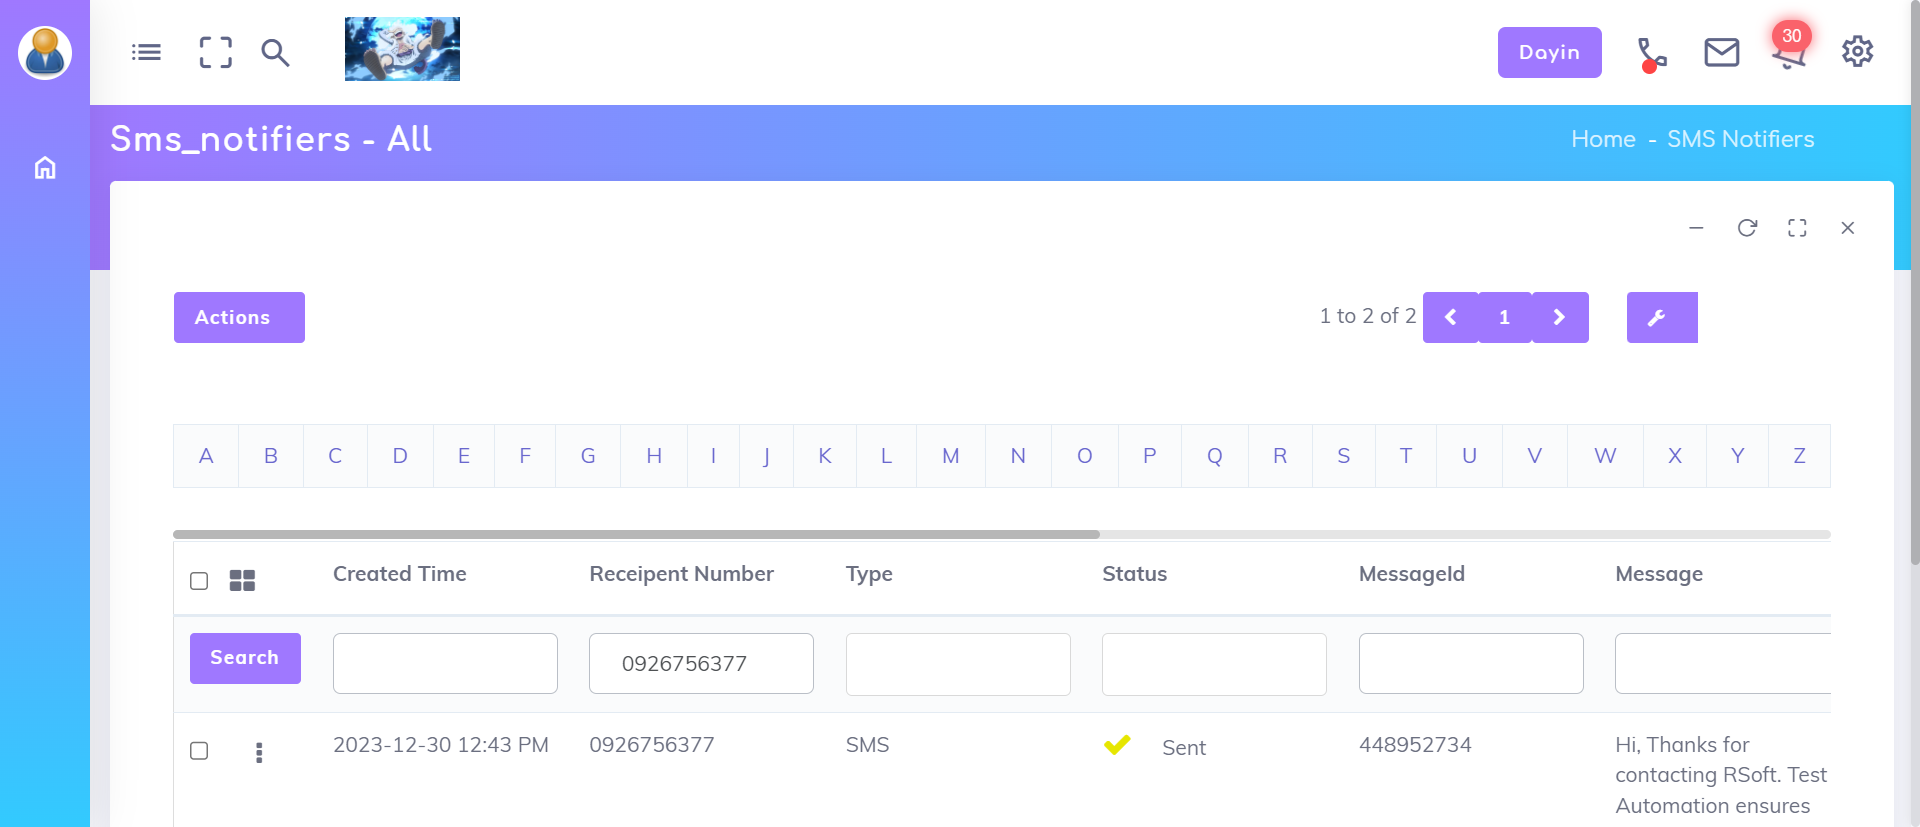 Dayin
30
Sms_notifiers - All
Home - SMS Notifiers
Actions
1 to 2 of 2
1
A B C D E F G H I J K L M N O P Q R S T U V W X Y Z
Created Time Receipent Number Type Status MessageId Message
Search 0926756377
2023-12-30 12:43 PM 0926756377 SMS Sent 448952734 Hi, Thanks for
contacting RSoft. Test
Automation ensures